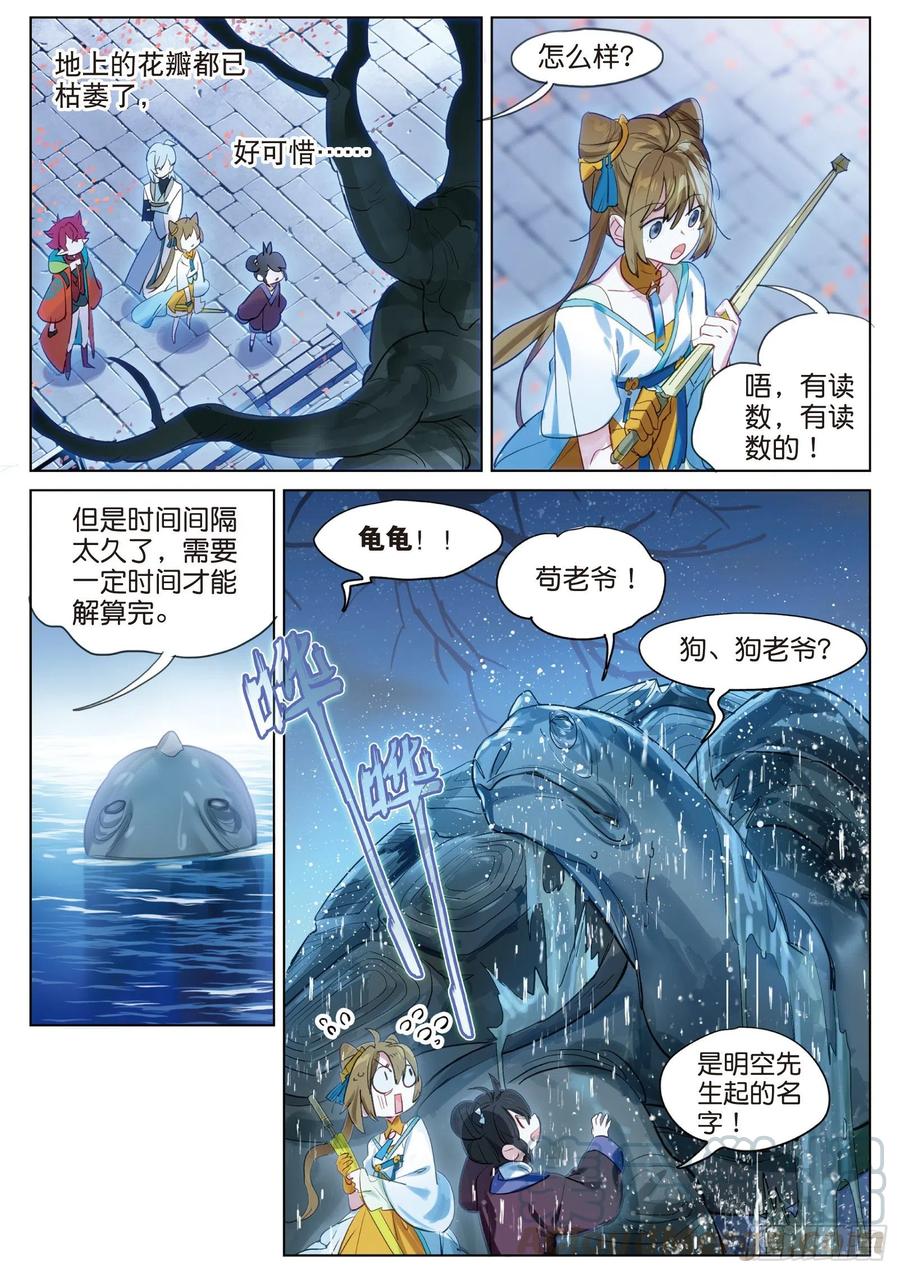 地上的花瓣都已
枯萎了，
好可惜……
怎么样？
唔，有读
数，有读
数的！
但是时间间隔
太久了，需要
一定时间才能
解算完。
龟龟！！
苟老爷！
狗、狗老爷？
哗
哗
是明空先
生起的名
字！